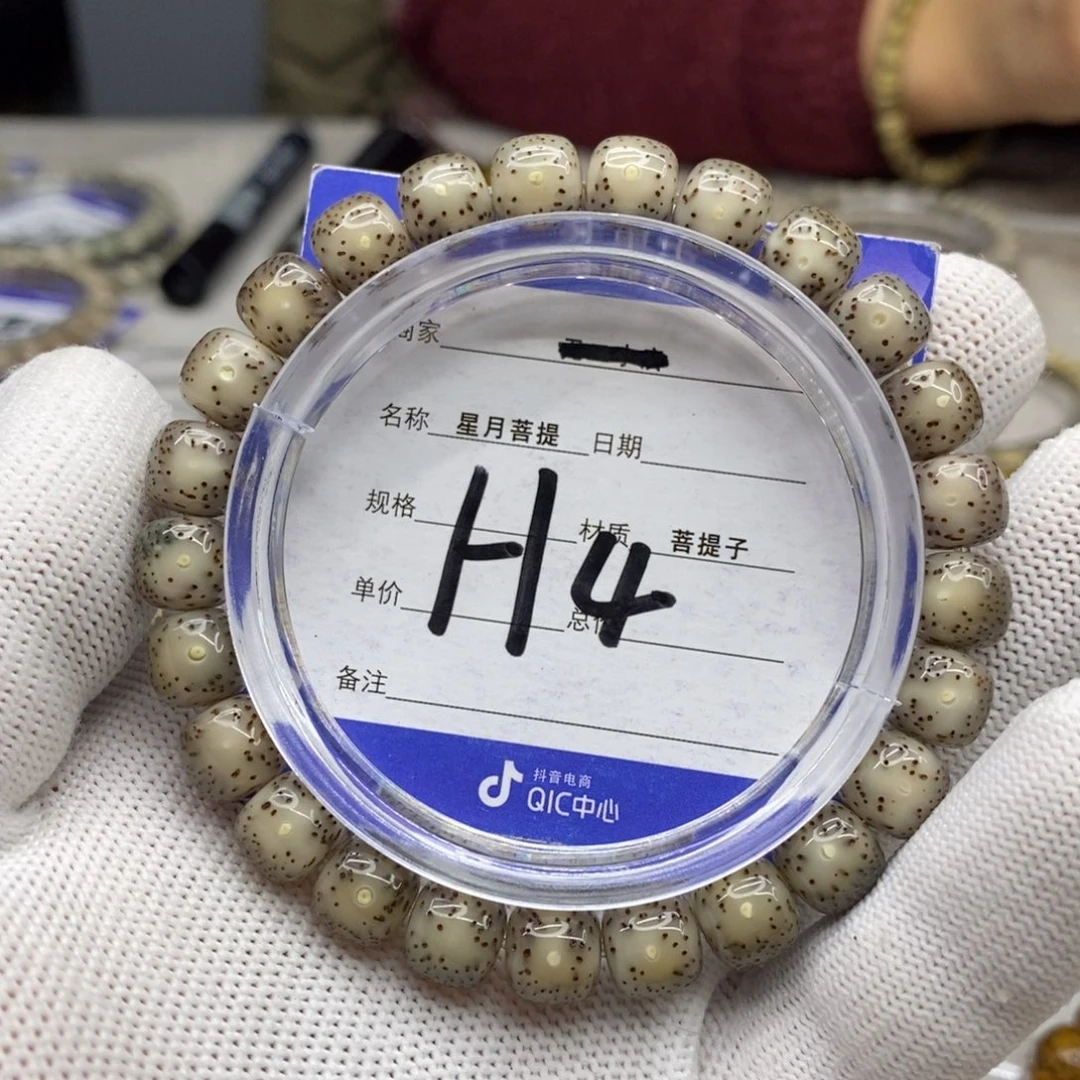 商家
名称 星月菩提 日期
规格 材质 菩提子
H4
单价 总价
备注
抖音电商
QIC中心